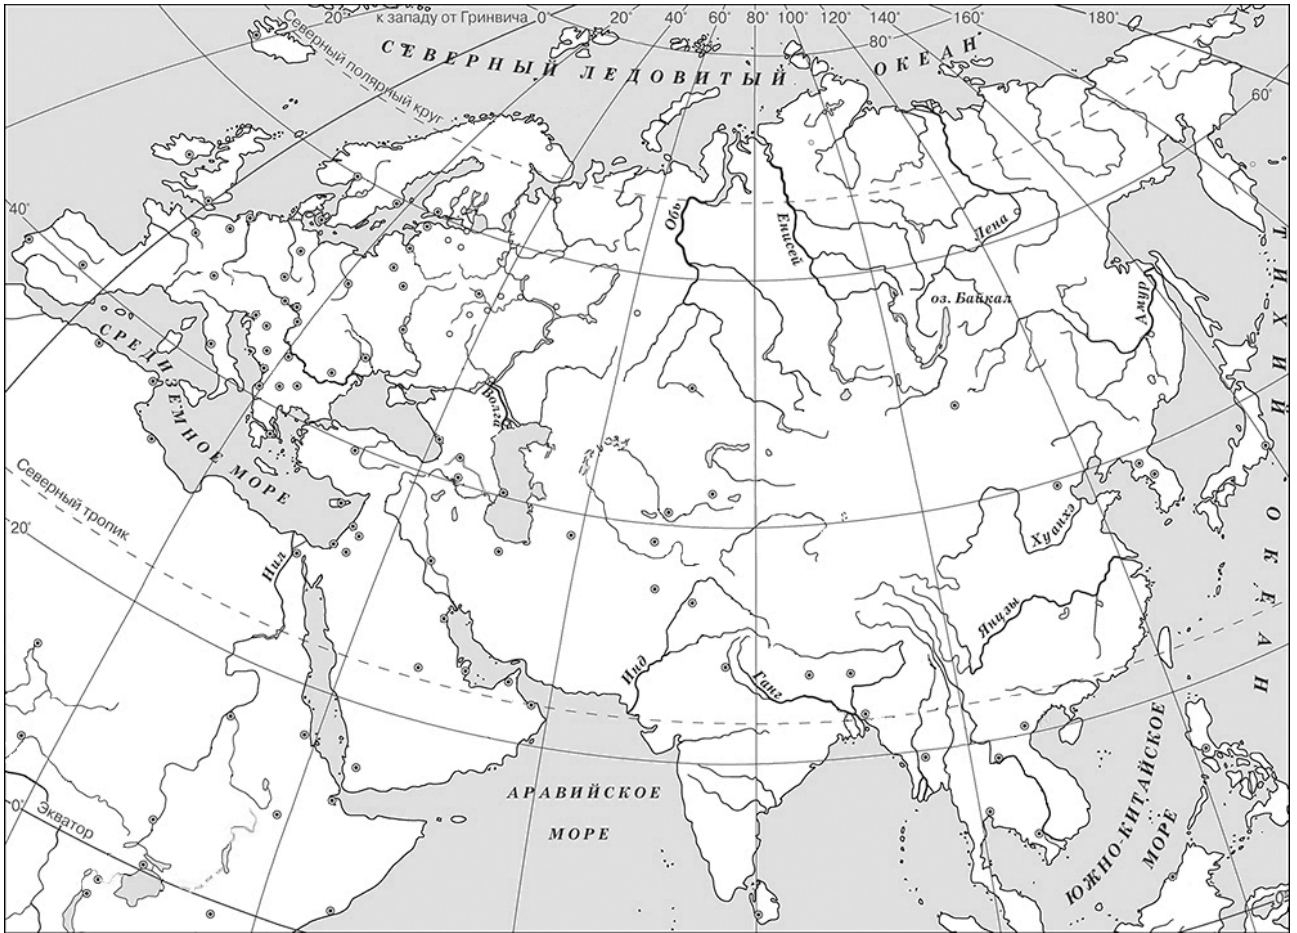 20°
к западу от Гринвича
0°
20°
40°
60°
80°
100°
120°
140°
160°
180°
80°
60°
Северный полярный круг
СЕВЕРНЫЙ ЛЕДОВИТЫЙ ОКЕАН
40°
Обь
Енисей
Лена
оз. Байкал
Амур
ТИХИЙ ОКЕАН
СРЕДИЗЕМНОЕ МОРЕ
Волга
Северный тропик
20°
Нил
Хуанхэ
Янцзы
Инд
Ганг
АРАВИЙСКОЕ
МОРЕ
ЮЖНО-КИТАЙСКОЕ
МОРЕ
0°
Экватор
0°